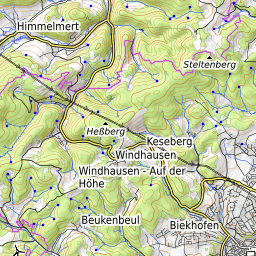 Himmelmert
Steltenberg
Heßberg
Keseberg
Windhausen
Windhausen - Auf der
Höhe
Beukenbeul
Biekhofen